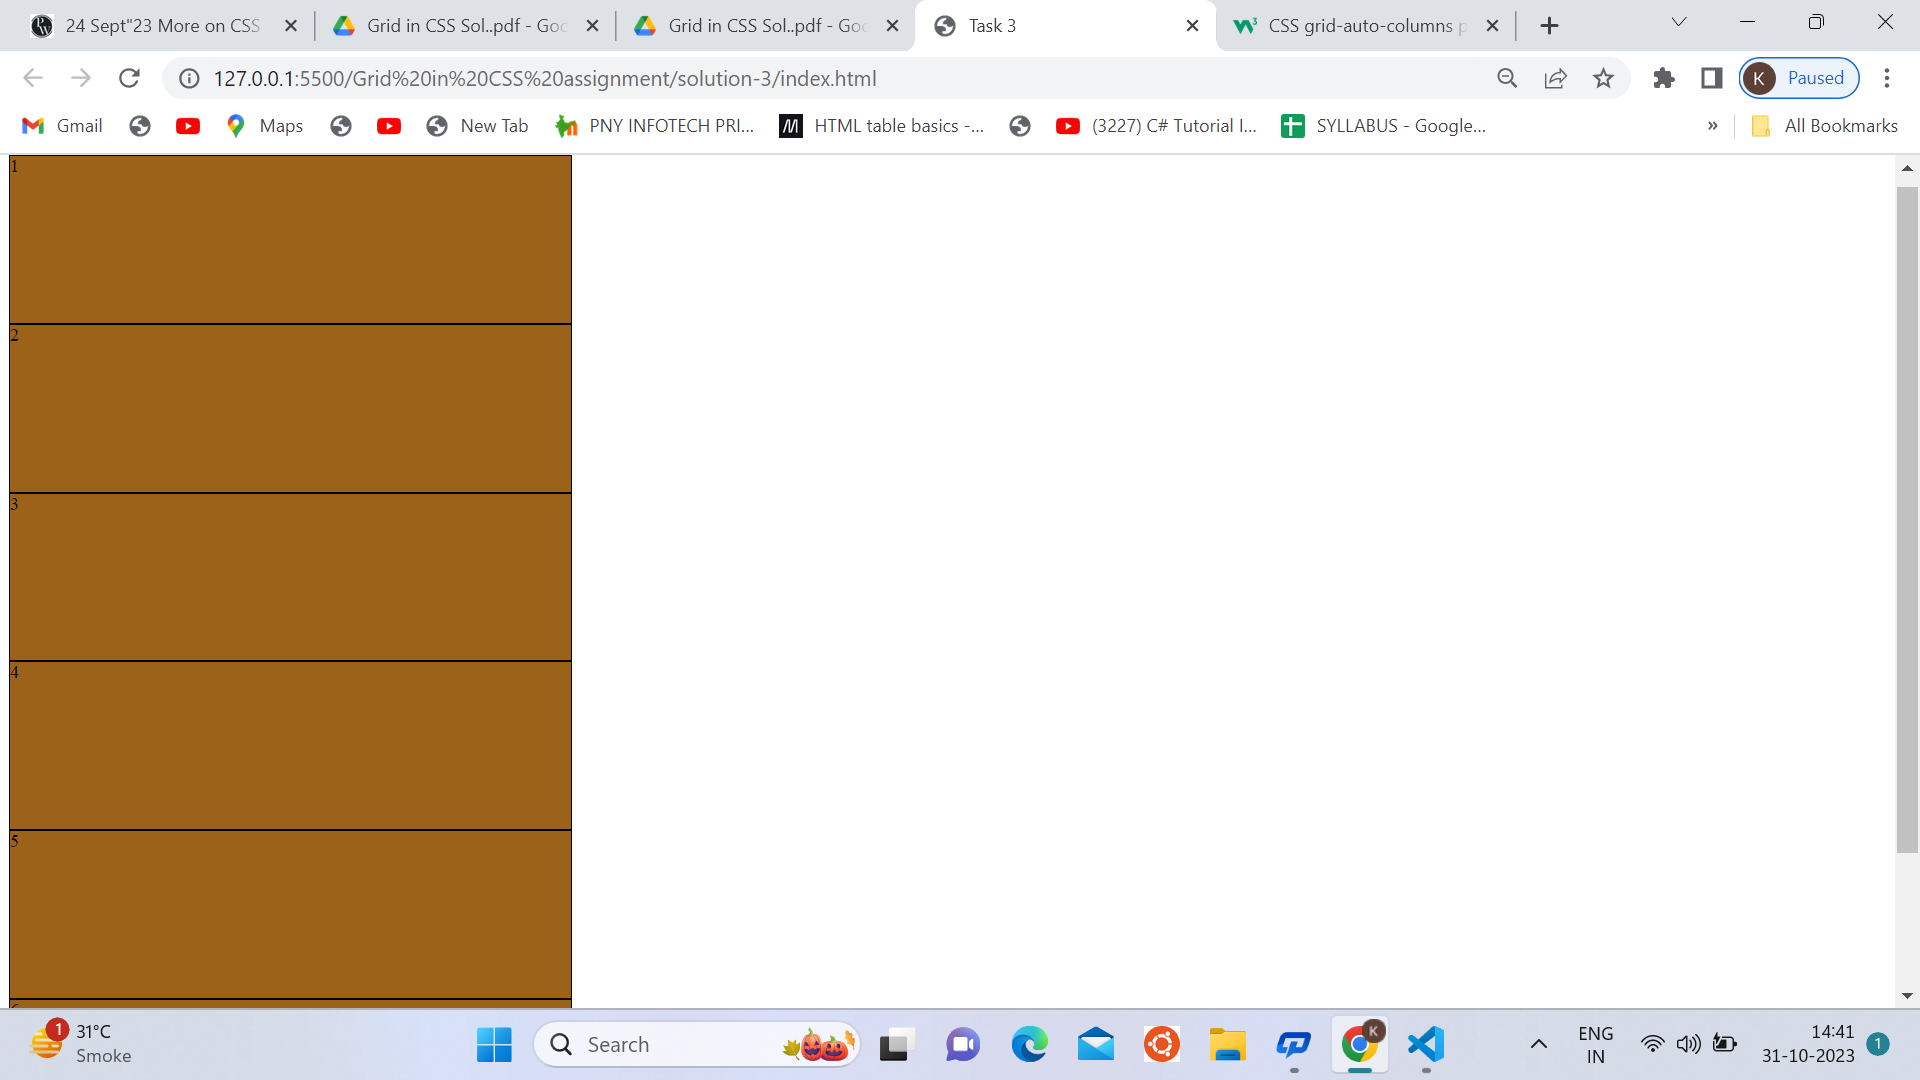 24 Sept"23 More on CSS
Grid in CSS Sol..pdf - Goo
Grid in CSS Sol..pdf - Goo
Task 3
W3 CSS grid-auto-columns p
127.0.0.1:5500/Grid%20in%20CSS%20assignment/solution-3/index.html
K Paused
Gmail
Maps
New Tab
PNY INFOTECH PRI...
HTML table basics -...
(3227) C# Tutorial I...
SYLLABUS - Google...
»
All Bookmarks
1
2
3
4
5
1
31°C
Smoke
Search
K
ENG
IN
14:41
31-10-2023
1